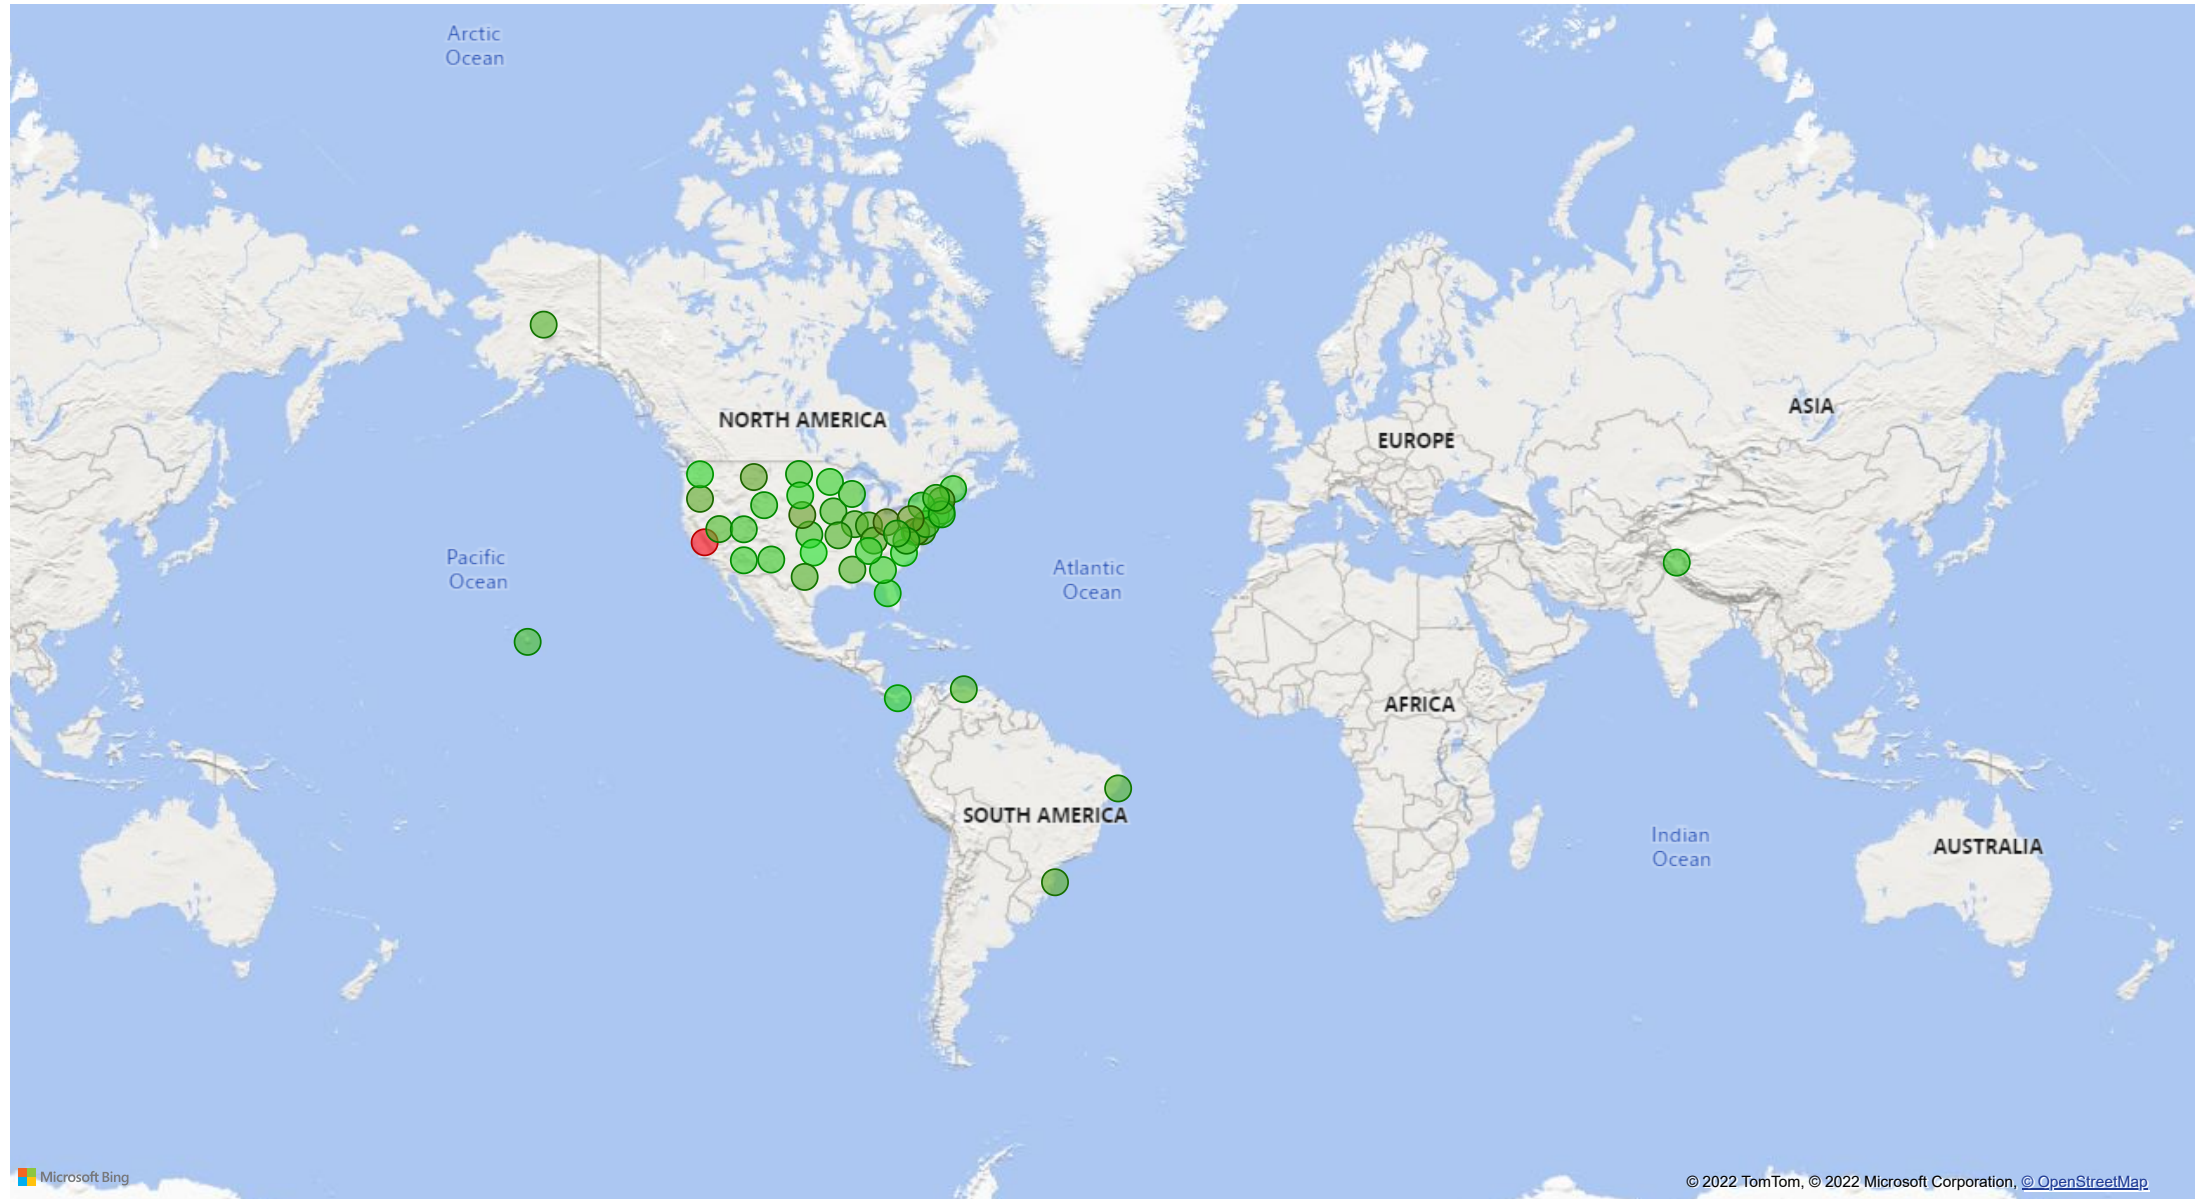 Arctic
Ocean
NORTH AMERICA
ASIA
EUROPE
Pacific
Ocean
Atlantic
Ocean
AFRICA
SOUTH AMERICA
Indian
Ocean
AUSTRALIA
Microsoft Bing
© 2022 TomTom, © 2022 Microsoft Corporation, © OpenStreetMap